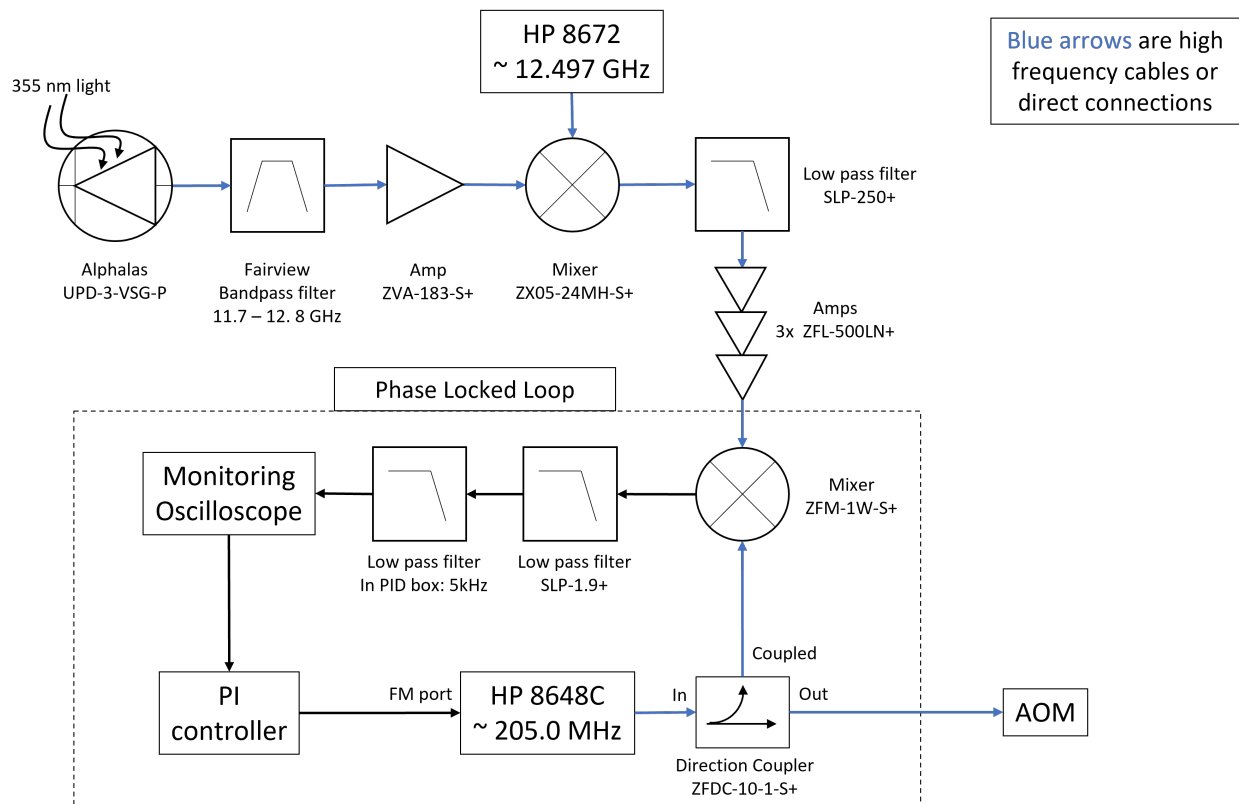 HP 8672
~ 12.497 GHz
Blue arrows are high
frequency cables or
direct connections
355 nm light
Low pass filter
SLP-250+
Alphalas
UPD-3-VSG-P
Fairview
Bandpass filter
11.7 – 12. 8 GHz
Amp
ZVA-183-S+
Mixer
ZX05-24MH-S+
Amps
3x ZFL-500LN+
Phase Locked Loop
Monitoring
Oscilloscope
Mixer
ZFM-1W-S+
Low pass filter
In PID box: 5kHz
Low pass filter
SLP-1.9+
Coupled
PI
controller
FM port
HP 8648C
~ 205.0 MHz
In
Out
AOM
Direction Coupler
ZFDC-10-1-S+